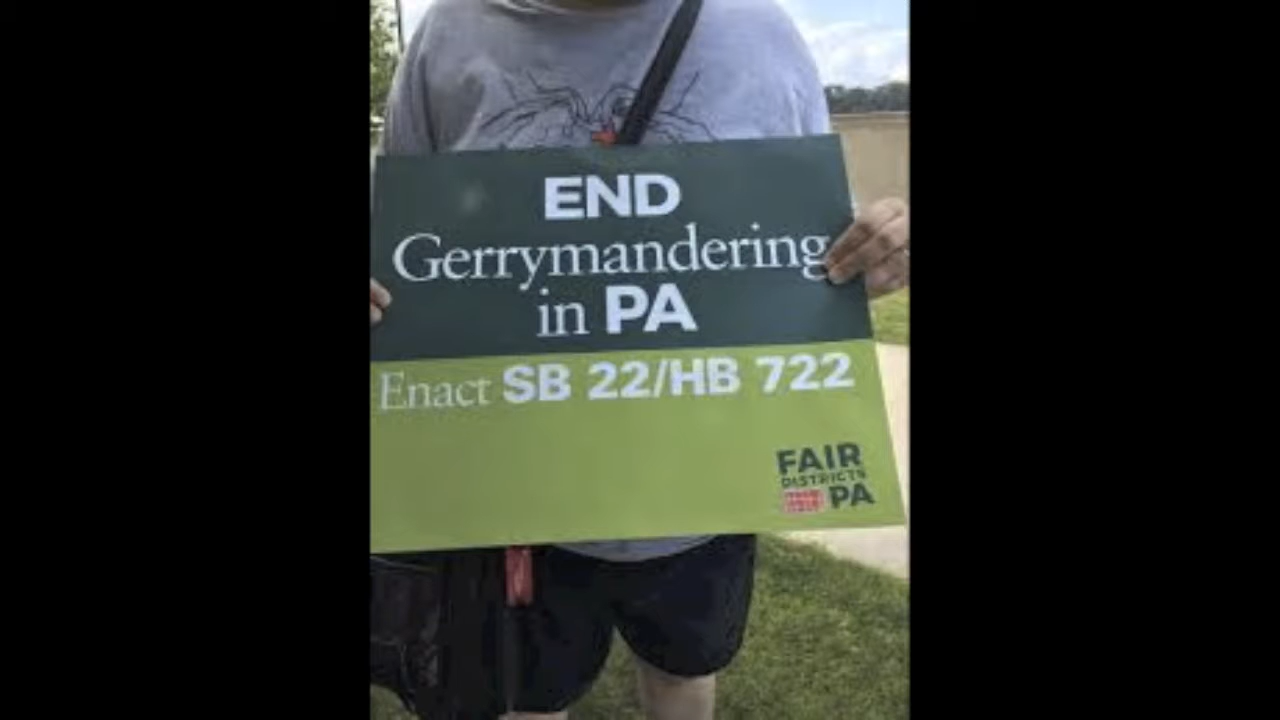 END
Gerrymandering
in PA
Enact SB 22/HB 722
FAIR
DISTRICTS
PA